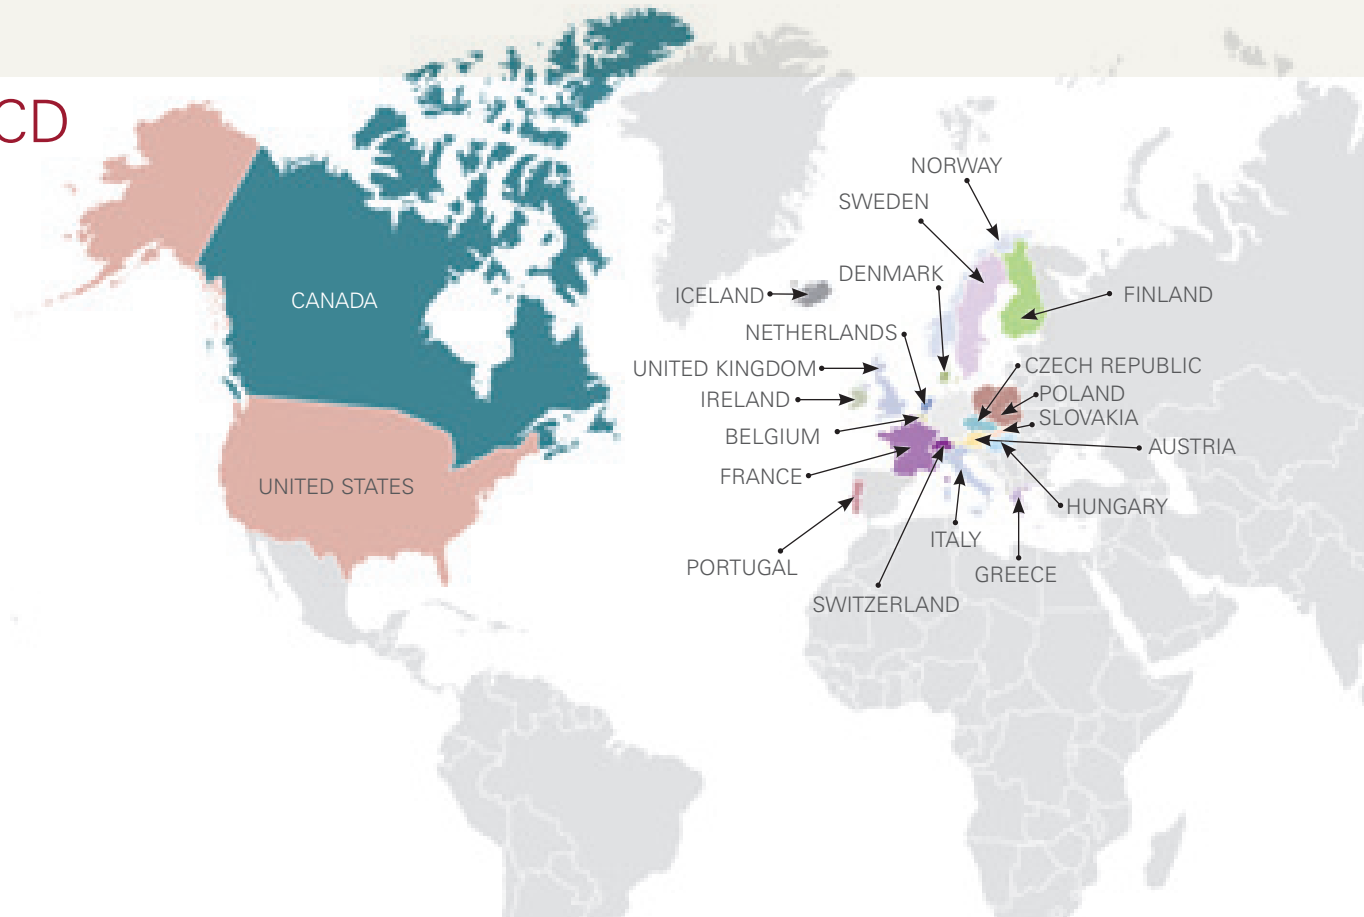 CD
NORWAY
SWEDEN
DENMARK
ICELAND
FINLAND
CANADA
NETHERLANDS
UNITED KINGDOM
CZECH REPUBLIC
POLAND
IRELAND
SLOVAKIA
BELGIUM
AUSTRIA
FRANCE
UNITED STATES
HUNGARY
ITALY
PORTUGAL
GREECE
SWITZERLAND